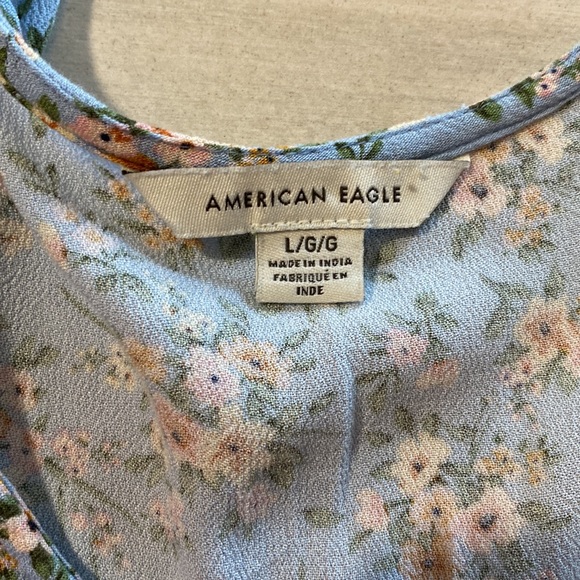 AMERICAN EAGLE
L/G/G
MADE IN INDIA
FABRIQUÉ EN
INDE